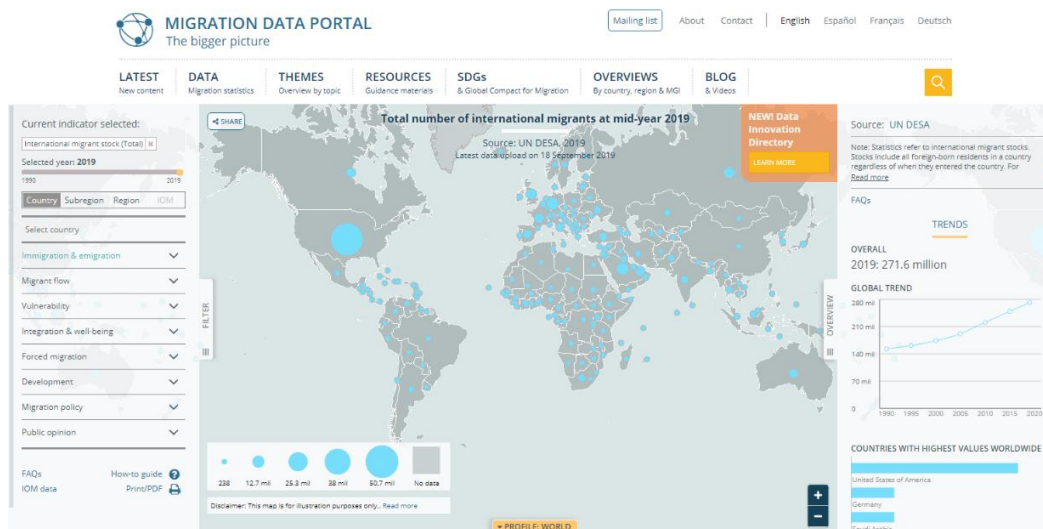 MIGRATION DATA PORTAL
The bigger picture
Mailing list About Contact English Español Français Deutsch
LATEST
New content
DATA
Migration statistics
THEMES
Overview by topic
RESOURCES
Guidance materials
SDGs
& Global Compact for Migration
OVERVIEWS
By country, region & MGI
BLOG
& Videos
Current indicator selected:
International migrant stock (Total)
Selected year: 2019
1990 2019
Country Subregion Region IOM
Select country
Immigration & emigration
Migrant flow
Vulnerability
Integration & well-being
Forced migration
Development
Migration policy
Public opinion
FAQs How-to guide
IOM data Print/PDF
FILTER
SHARE
Total number of international migrants at mid-year 2019
Source: UN DESA, 2019
Latest data upload on 18 September 2019
NEW! Data
Innovation
Directory
LEARN MORE
238 12.7 mil 25.3 mil 38 mil 50.7 mil No data
Disclaimer: This map is for illustration purposes only.. Read more
PROFILE: WORLD
+
−
OVERVIEW
Source: UN DESA
Note: Statistics refer to international migrant stocks.
Stocks include all foreign-born residents in a country
regardless of when they entered the country. For
Read more
FAQs
TRENDS
OVERALL
2019: 271.6 million
GLOBAL TREND
280 mil
210 mil
140 mil
70 mil
0
1990 1995 2000 2005 2010 2015 2020
COUNTRIES WITH HIGHEST VALUES WORLDWIDE
United States of America
Germany
Saudi Arabia